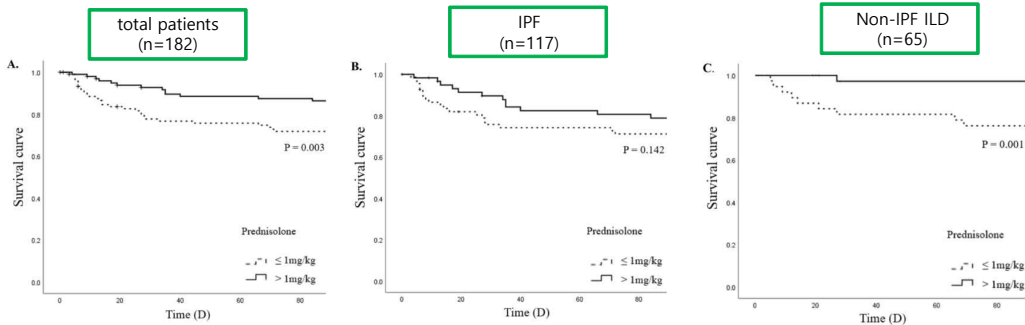 total patients
(n=182)
IPF
(n=117)
Non-IPF ILD
(n=65)
A.
Survival curve
1.0
0.8
0.6
0.4
0.2
0.0
P = 0.003
Prednisolone
≤ 1mg/kg
> 1mg/kg
0 20 40 60 80
Time (D)
B.
Survival curve
1.0
0.8
0.6
0.4
0.2
0.0
P = 0.142
Prednisolone
≤ 1mg/kg
> 1mg/kg
0 20 40 60 80
Time (D)
C.
Survival curve
1.0
0.8
0.6
0.4
0.2
0.0
P = 0.001
Prednisolone
≤ 1mg/kg
> 1mg/kg
0 20 40 60 80
Time (D)